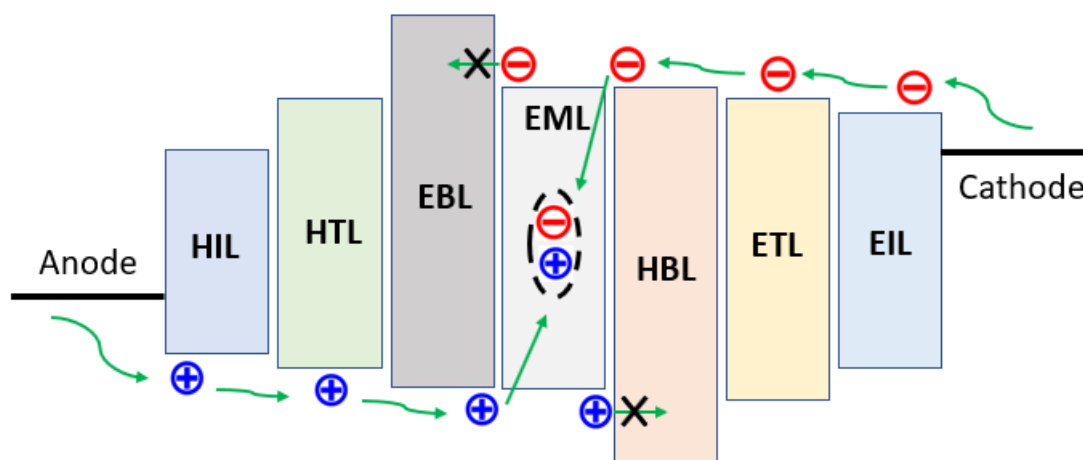 Anode
HIL
HTL
EBL
EML
HBL
ETL
EIL
Cathode